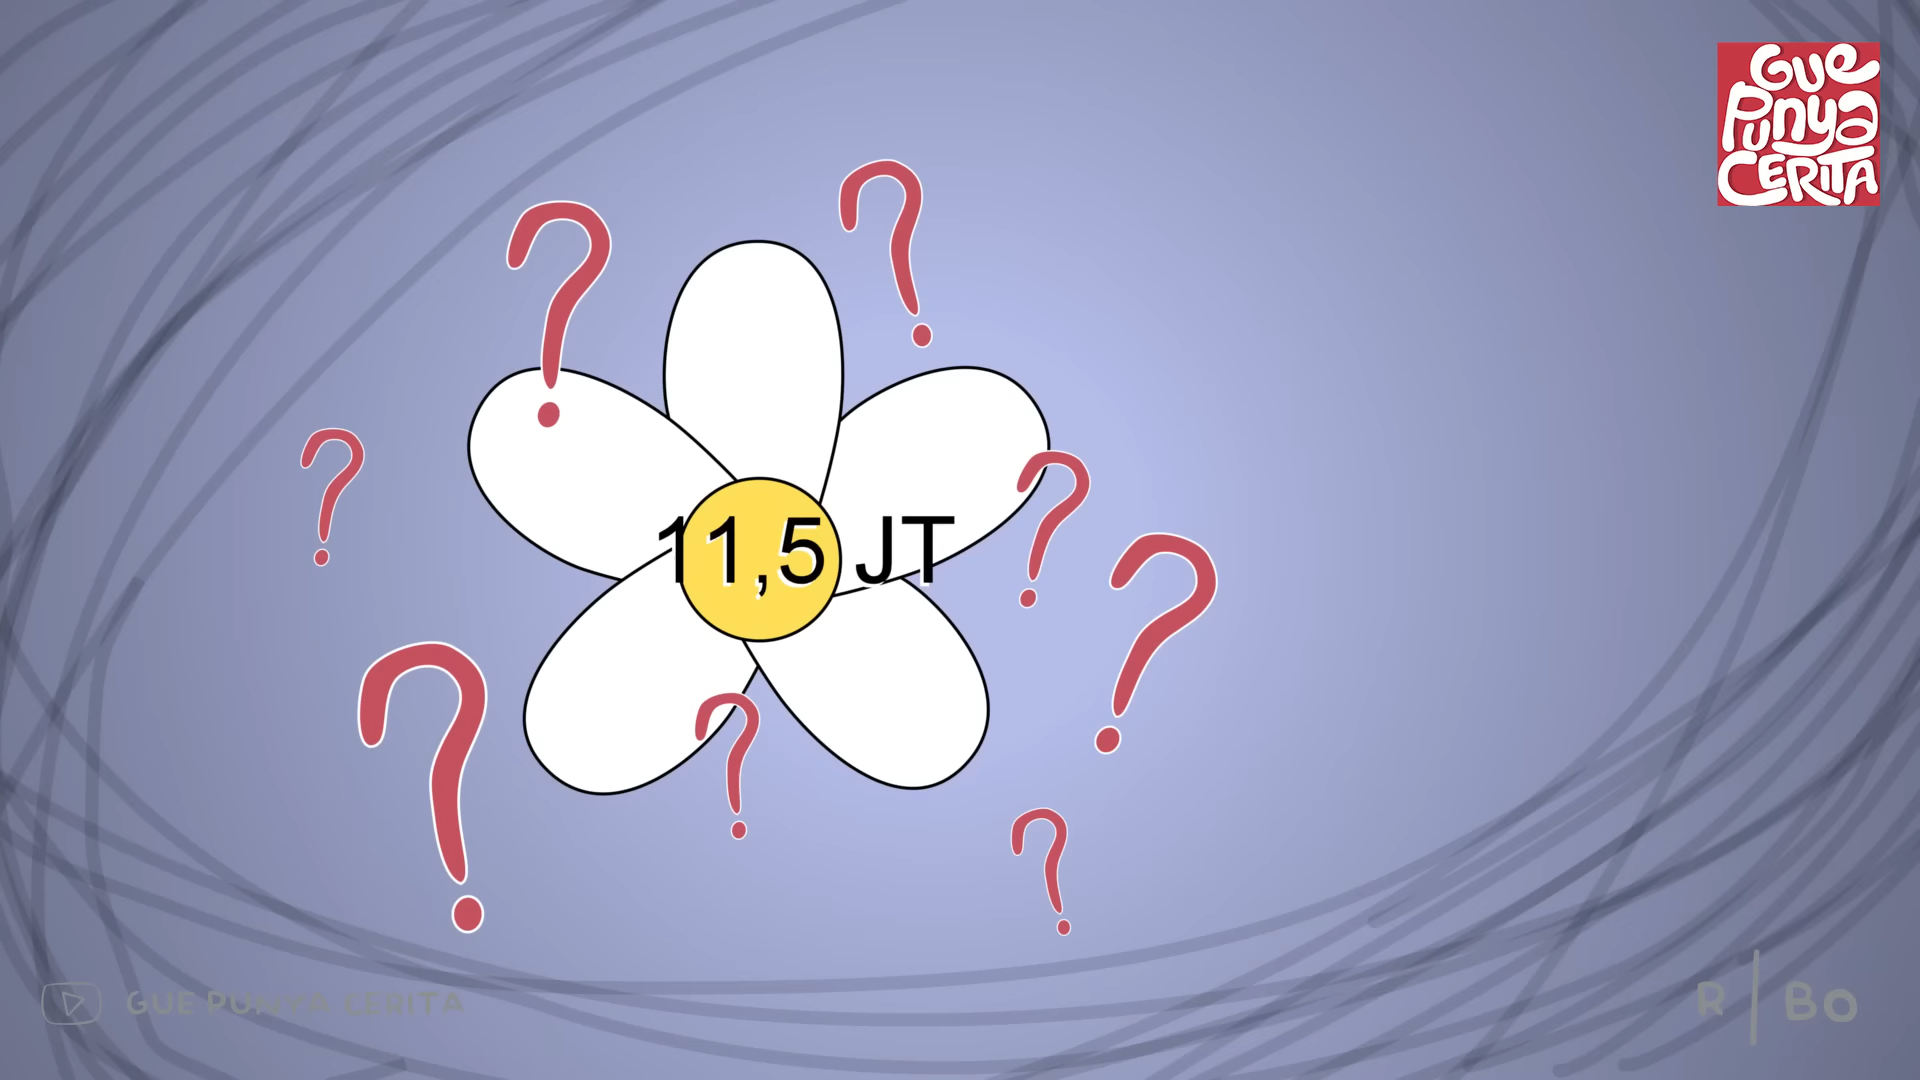 GUE
PUNYA
CERITA
11,5 JT
GUE PUNYA CERITA
R | BO